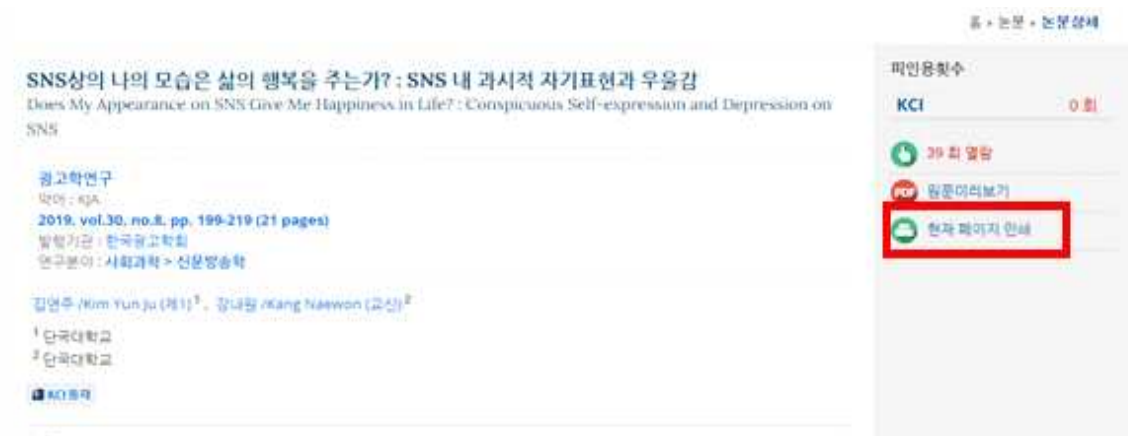 홈 > 논문 > 논문상세
SNS상의 나의 모습은 삶의 행복을 주는가? : SNS 내 과시적 자기표현과 우울감
Does My Appearance on SNS Give Me Happiness in Life? : Conspicuous Self-expression and Depression on
SNS
광고학연구
약어 : KJA
2019, vol.30, no.8, pp. 199-219 (21 pages)
발행기관 : 한국광고학회
연구분야 : 사회과학 > 신문방송학
/Kim Yun Ju (제1)¹, 강내원 /Kang Naewon (교신)²
¹ 단국대학교
² 단국대학교
KCI 등재
피인용횟수
KCI 0 회
39 회 열람
원문미리보기
현재 페이지 인쇄